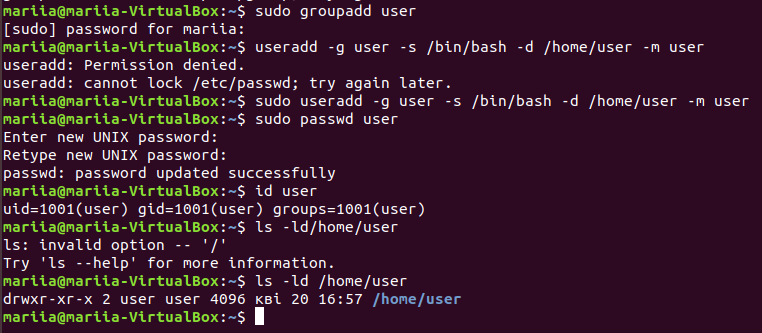 mariia@mariia-VirtualBox:~$ sudo groupadd user
[sudo] password for mariia:
mariia@mariia-VirtualBox:~$ useradd -g user -s /bin/bash -d /home/user -m user
useradd: Permission denied.
useradd: cannot lock /etc/passwd; try again later.
mariia@mariia-VirtualBox:~$ sudo useradd -g user -s /bin/bash -d /home/user -m user
mariia@mariia-VirtualBox:~$ sudo passwd user
Enter new UNIX password:
Retype new UNIX password:
passwd: password updated successfully
mariia@mariia-VirtualBox:~$ id user
uid=1001(user) gid=1001(user) groups=1001(user)
mariia@mariia-VirtualBox:~$ ls -ld/home/user
ls: invalid option -- '/'
Try 'ls --help' for more information.
mariia@mariia-VirtualBox:~$ ls -ld /home/user
drwxr-xr-x 2 user user 4096 кві 20 16:57 /home/user
mariia@mariia-VirtualBox:~$